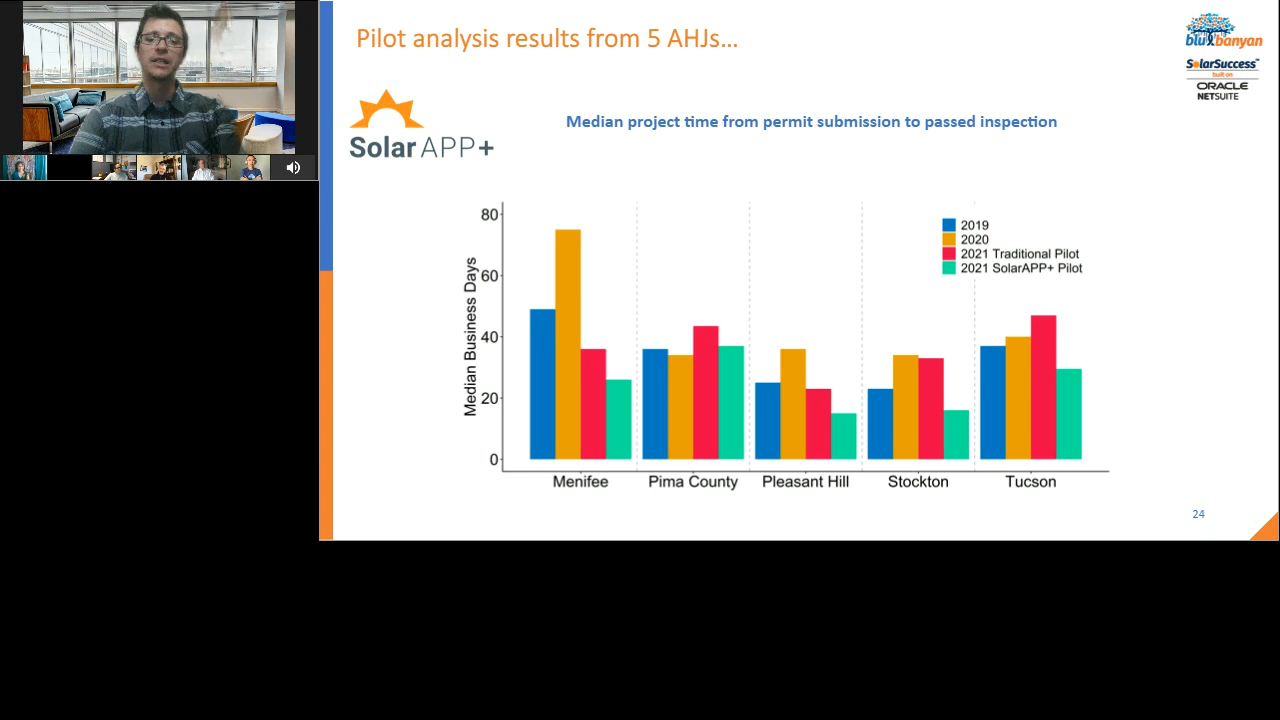 Pilot analysis results from 5 AHJs...
blu banyan
SolarSuccess™
built on
ORACLE
NETSUITE
SolarAPP+
Median project time from permit submission to passed inspection
Median Business Days
80
60
40
20
0
2019
2020
2021 Traditional Pilot
2021 SolarAPP+ Pilot
Menifee Pima County Pleasant Hill Stockton Tucson
24